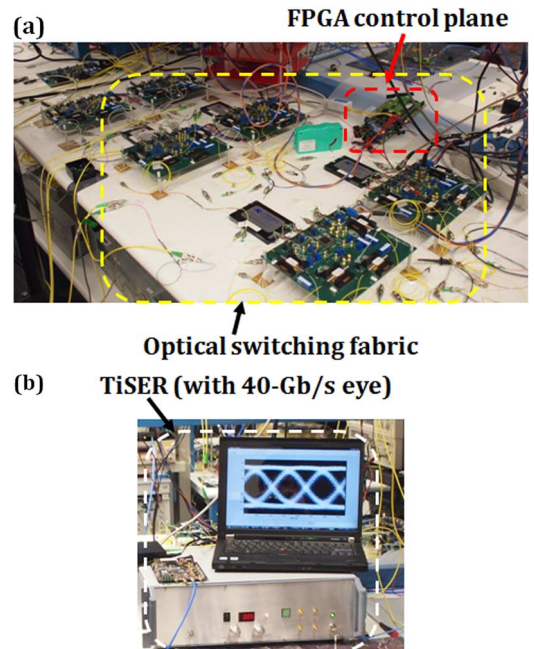 (a)
FPGA control plane
Optical switching fabric
(b)
TiSER (with 40-Gb/s eye)